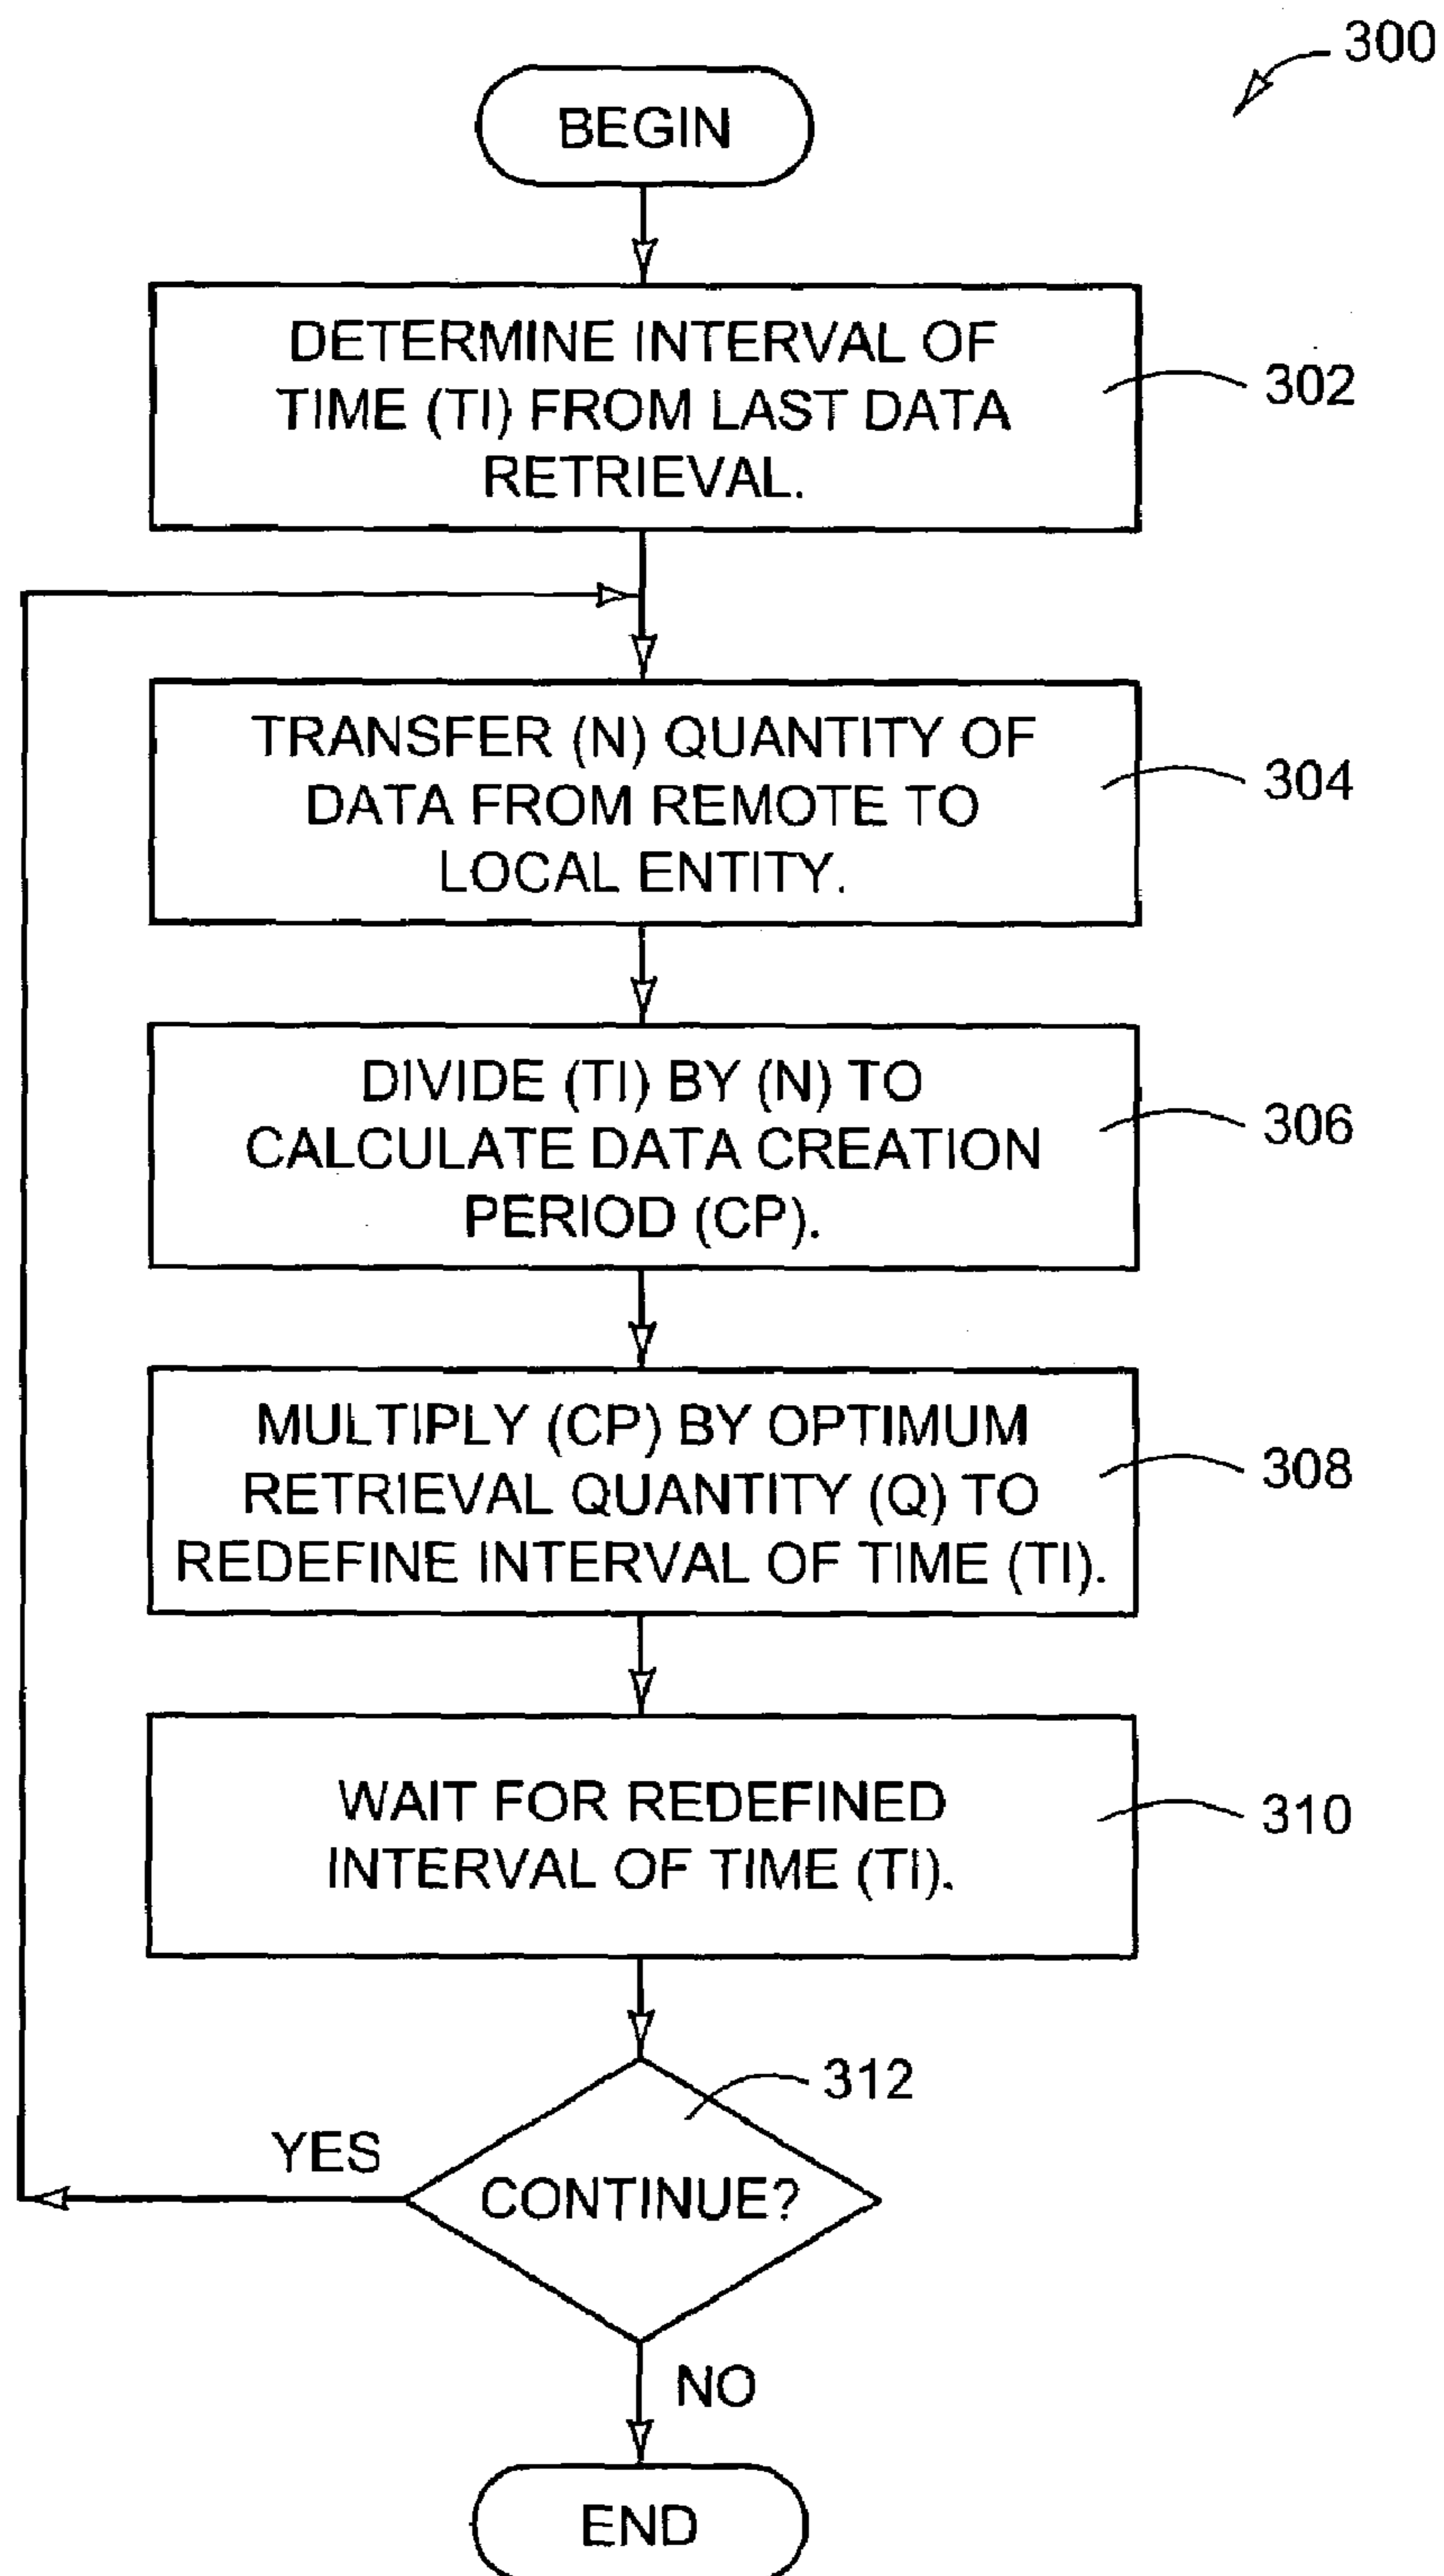 300
BEGIN
DETERMINE INTERVAL OF
TIME (TI) FROM LAST DATA
RETRIEVAL.
302
TRANSFER (N) QUANTITY OF
DATA FROM REMOTE TO
LOCAL ENTITY.
304
DIVIDE (TI) BY (N) TO
CALCULATE DATA CREATION
PERIOD (CP).
306
MULTIPLY (CP) BY OPTIMUM
RETRIEVAL QUANTITY (Q) TO
REDEFINE INTERVAL OF TIME (TI).
308
WAIT FOR REDEFINED
INTERVAL OF TIME (TI).
310
312
YES
CONTINUE?
NO
END